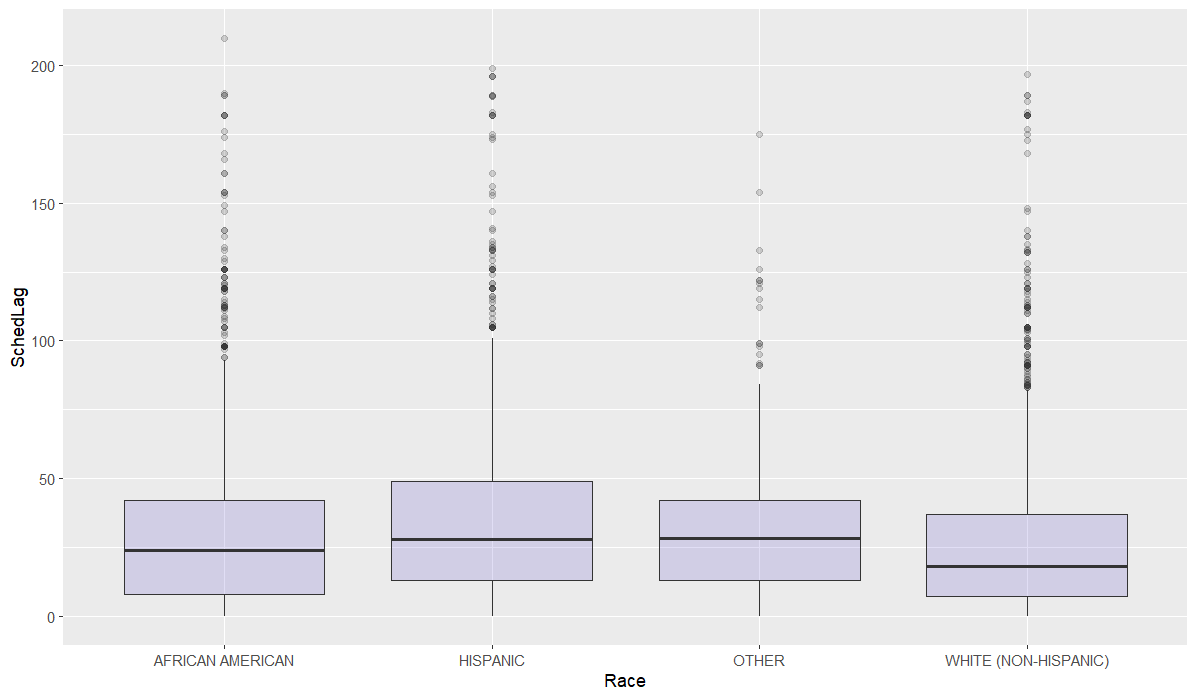 200
150
100
50
0
SchedLag
AFRICAN AMERICAN
HISPANIC
OTHER
WHITE (NON-HISPANIC)
Race